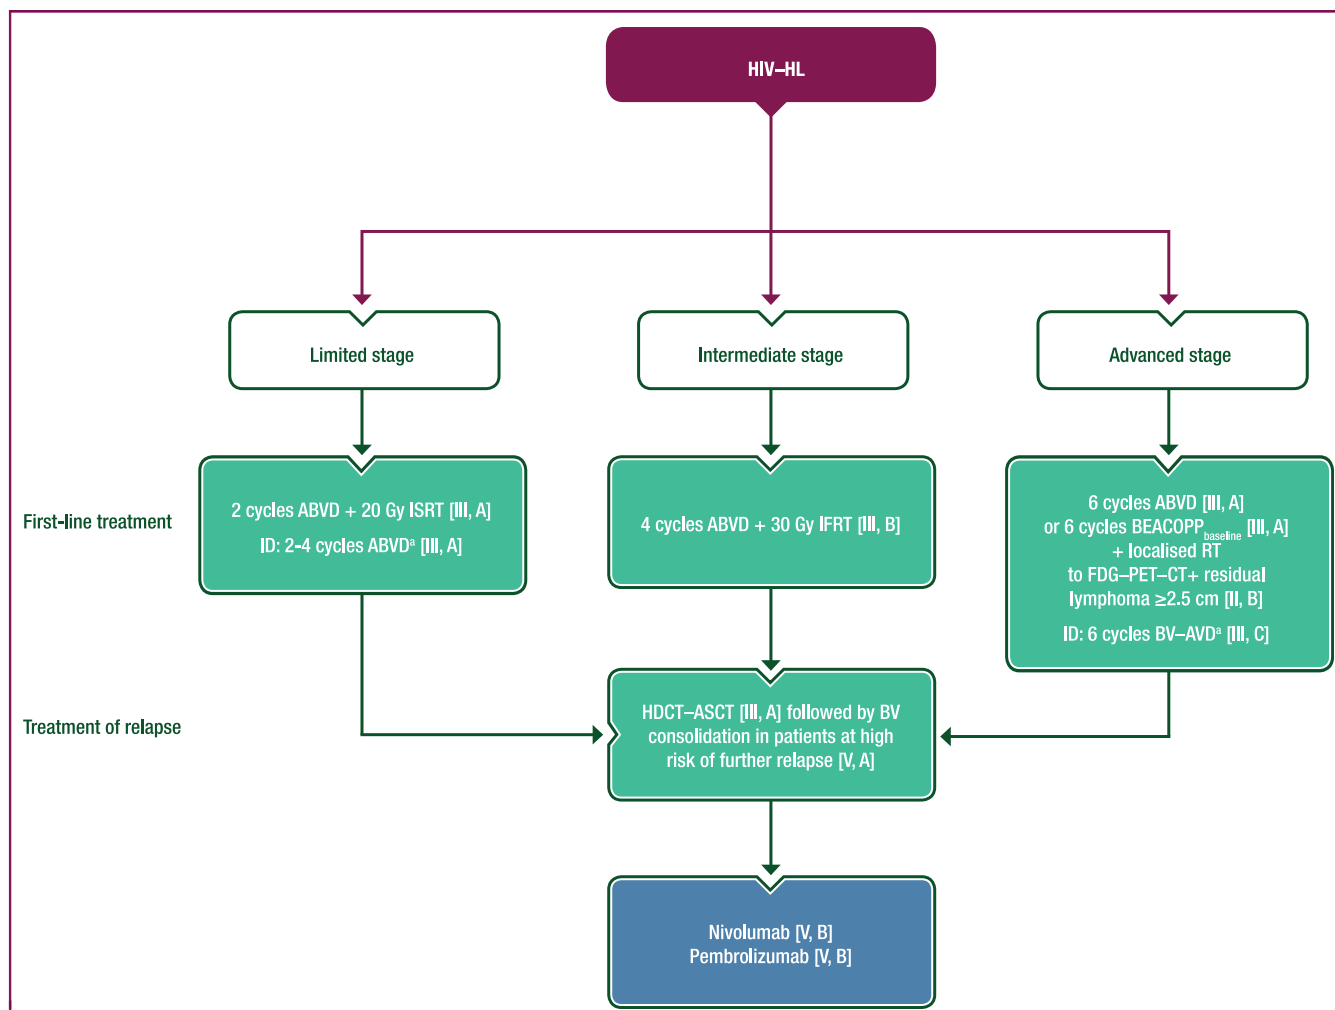 HIV–HL
Limited stage
Intermediate stage
Advanced stage
First-line treatment
2 cycles ABVD + 20 Gy ISRT [III, A]
ID: 2-4 cycles ABVDᵃ [III, A]
4 cycles ABVD + 30 Gy IFRT [III, B]
6 cycles ABVD [III, A]
or 6 cycles BEACOPPbaseline [III, A]
+ localised RT
to FDG–PET–CT+ residual
lymphoma ≥2.5 cm [II, B]
ID: 6 cycles BV–AVDᵃ [III, C]
Treatment of relapse
HDCT–ASCT [III, A] followed by BV
consolidation in patients at high
risk of further relapse [V, A]
Nivolumab [V, B]
Pembrolizumab [V, B]